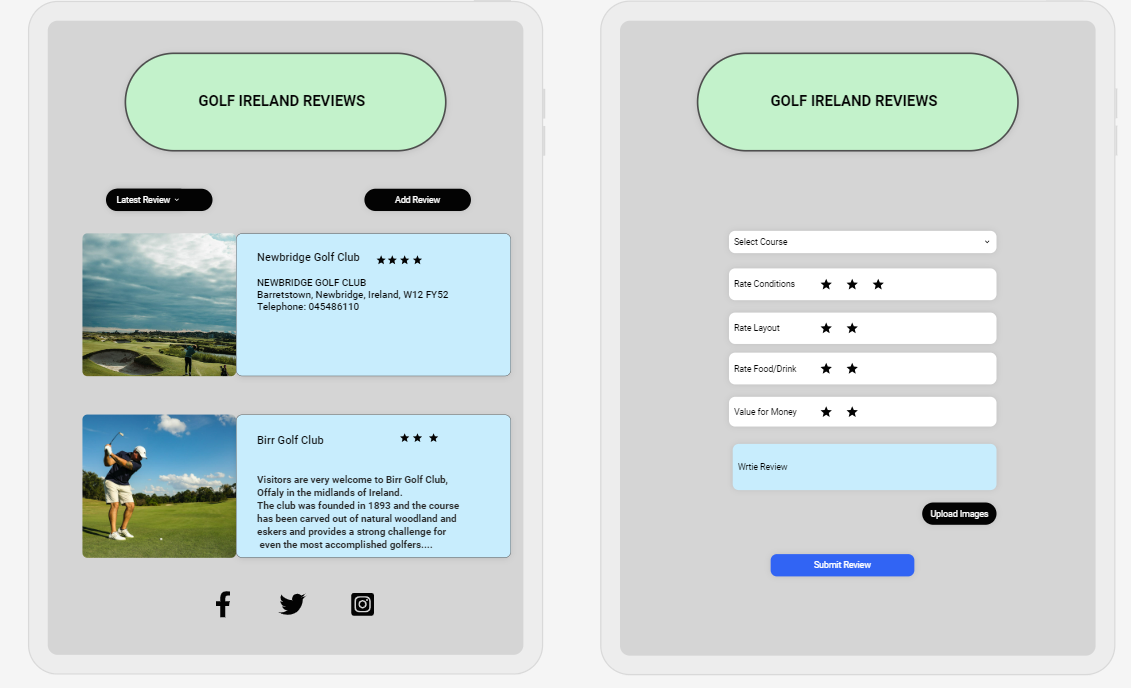 GOLF IRELAND REVIEWS
Latest Review
Add Review
Newbridge Golf Club
NEWBRIDGE GOLF CLUB
Barretstown, Newbridge, Ireland, W12 FY52
Telephone: 045486110
Birr Golf Club
Visitors are very welcome to Birr Golf Club,
Offaly in the midlands of Ireland.
The club was founded in 1893 and the course
has been carved out of natural woodland and
eskers and provides a strong challenge for
even the most accomplished golfers....
GOLF IRELAND REVIEWS
Select Course
Rate Conditions
Rate Layout
Rate Food/Drink
Value for Money
Wrtie Review
Upload Images
Submit Review